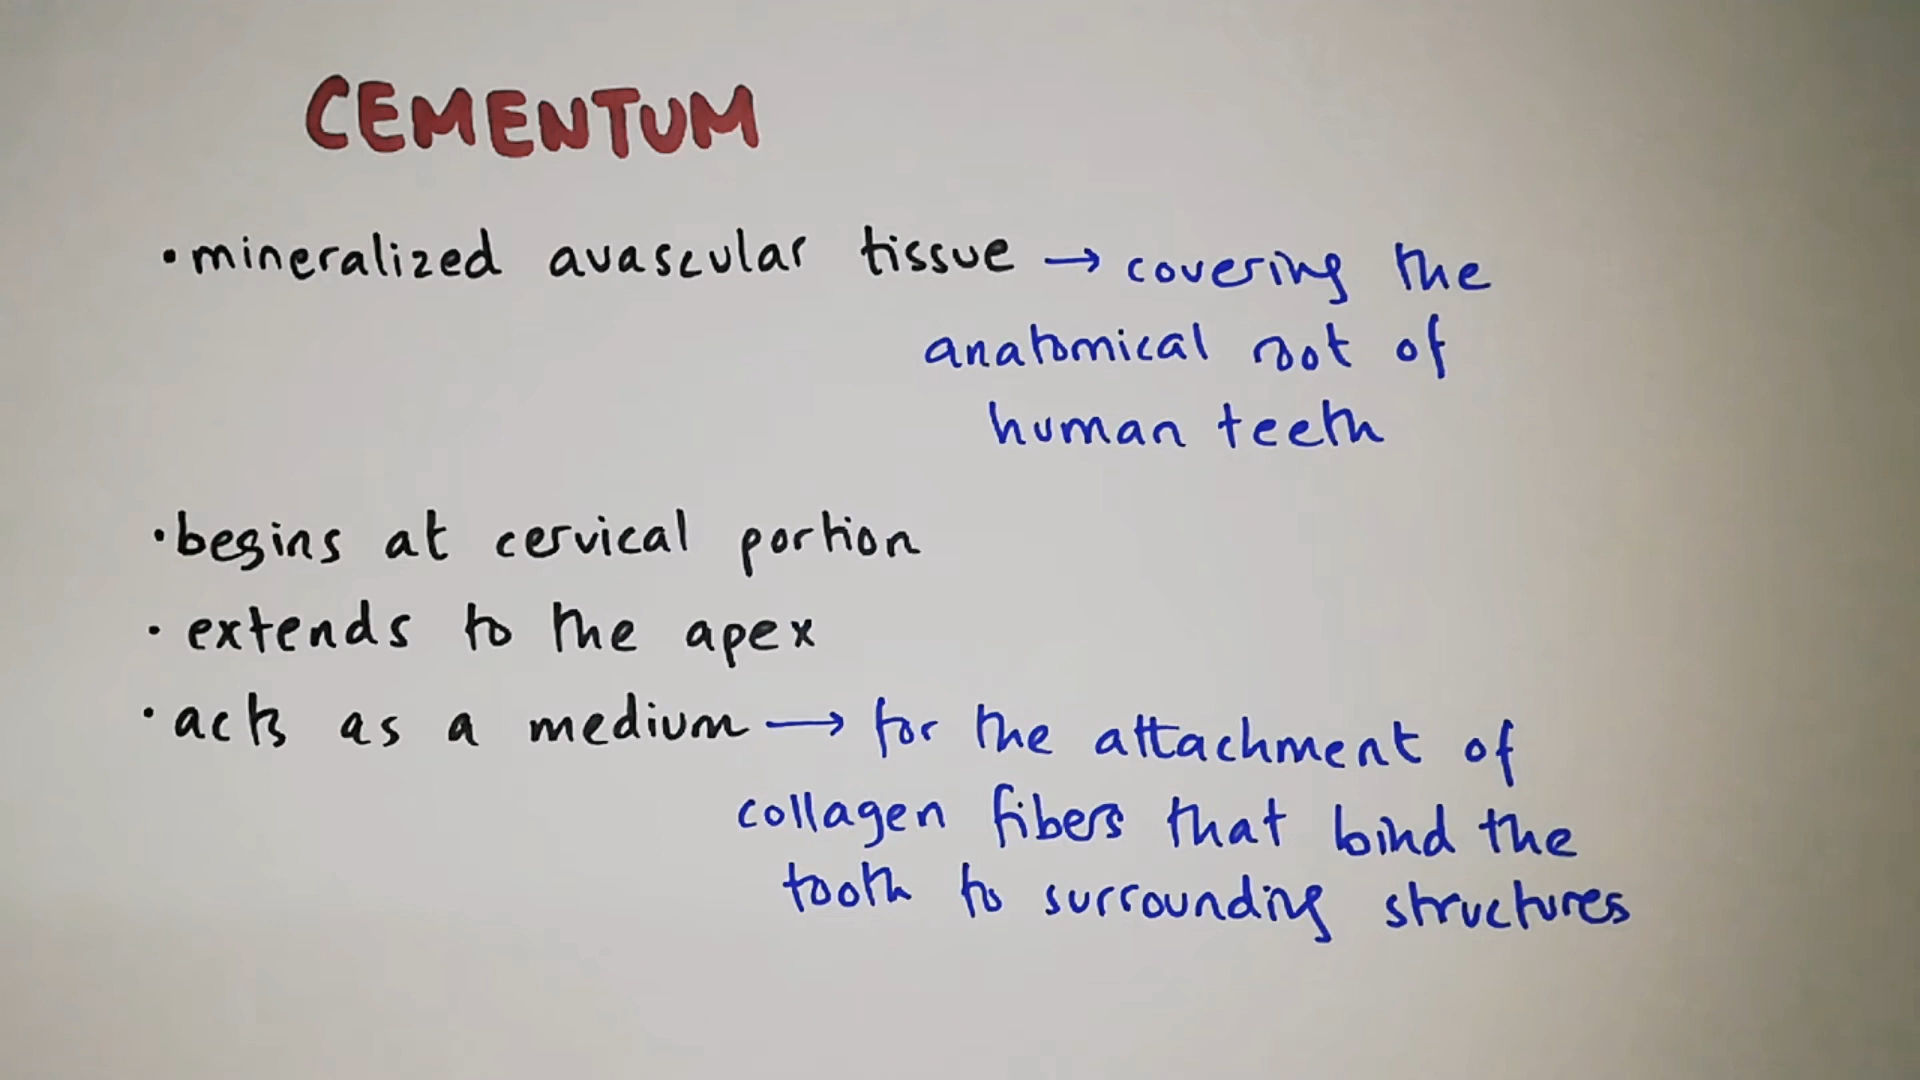 CEMENTUM
• mineralized avascular tissue → covering the
anatomical root of
human teeth
• begins at cervical portion
• extends to the apex
• acts as a medium → for the attachment of
collagen fibers that bind the
tooth to surrounding structures